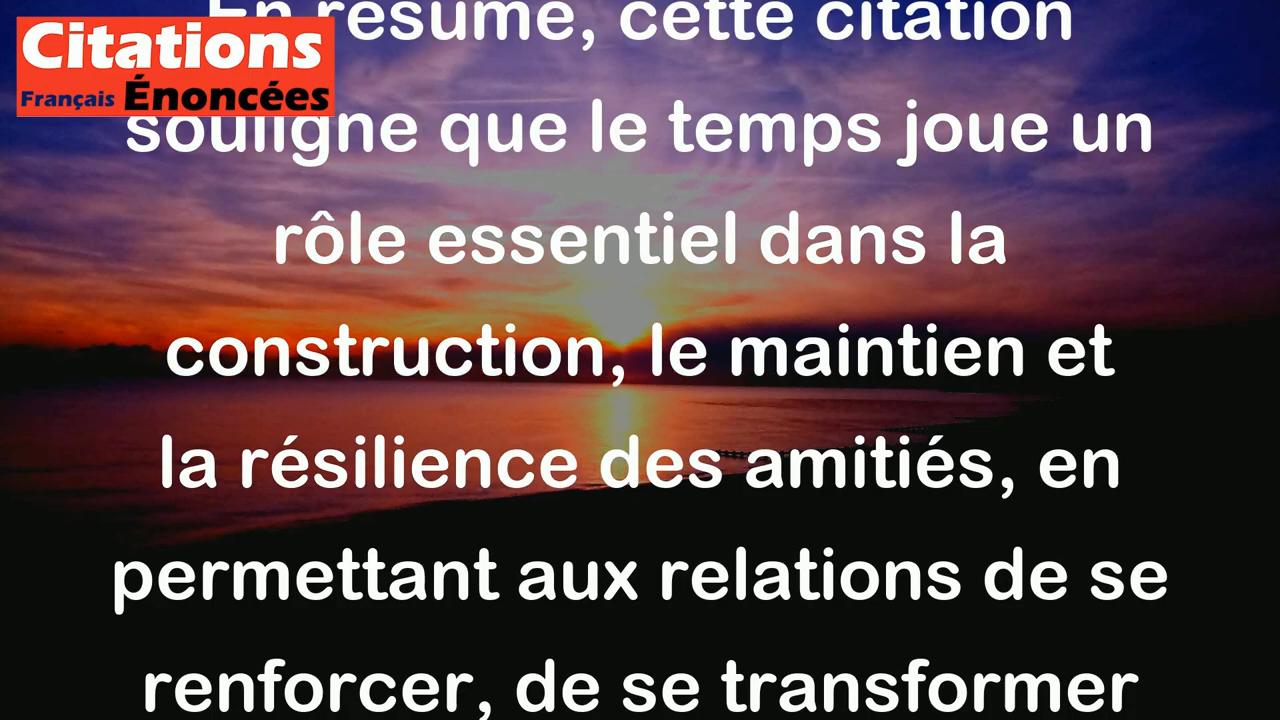 Citations
Français Énoncées
En résumé, cette citation
souligne que le temps joue un
rôle essentiel dans la
construction, le maintien et
la résilience des amitiés, en
permettant aux relations de se
renforcer, de se transformer